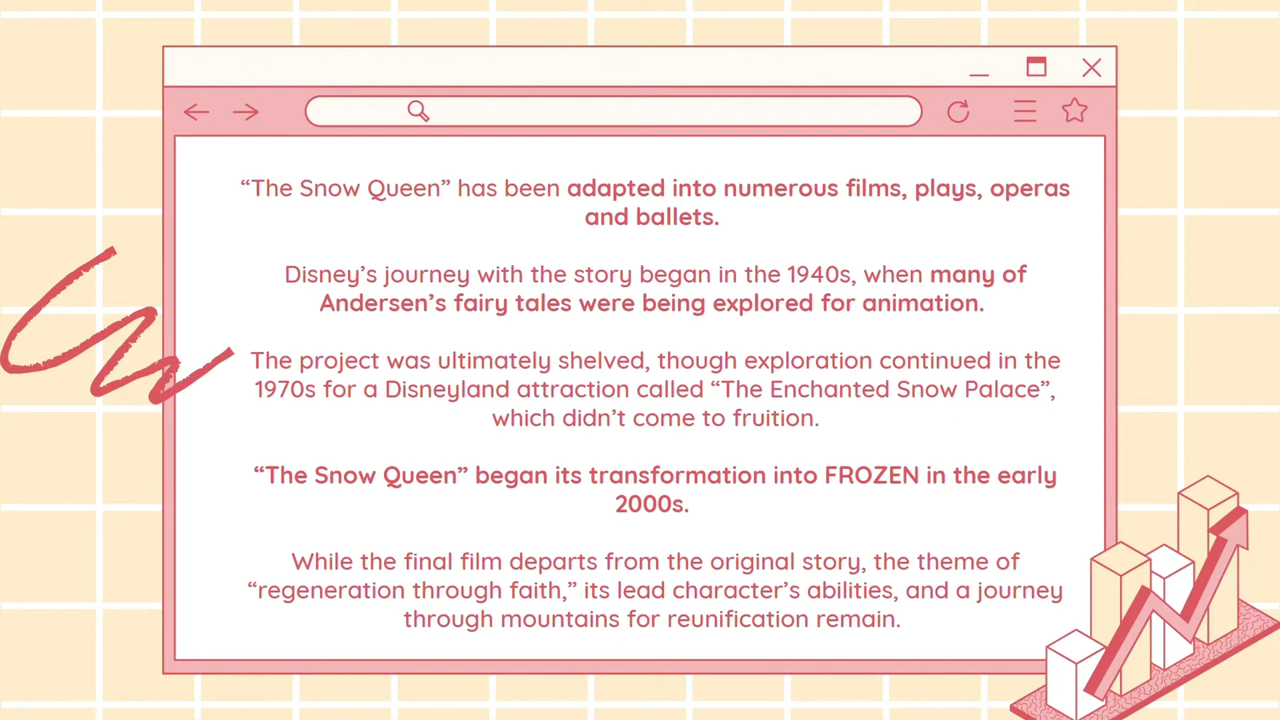 “The Snow Queen” has been adapted into numerous films, plays, operas
and ballets.
Disney’s journey with the story began in the 1940s, when many of
Andersen’s fairy tales were being explored for animation.
The project was ultimately shelved, though exploration continued in the
1970s for a Disneyland attraction called “The Enchanted Snow Palace”,
which didn’t come to fruition.
“The Snow Queen” began its transformation into FROZEN in the early
2000s.
While the final film departs from the original story, the theme of
“regeneration through faith,” its lead character’s abilities, and a journey
through mountains for reunification remain.